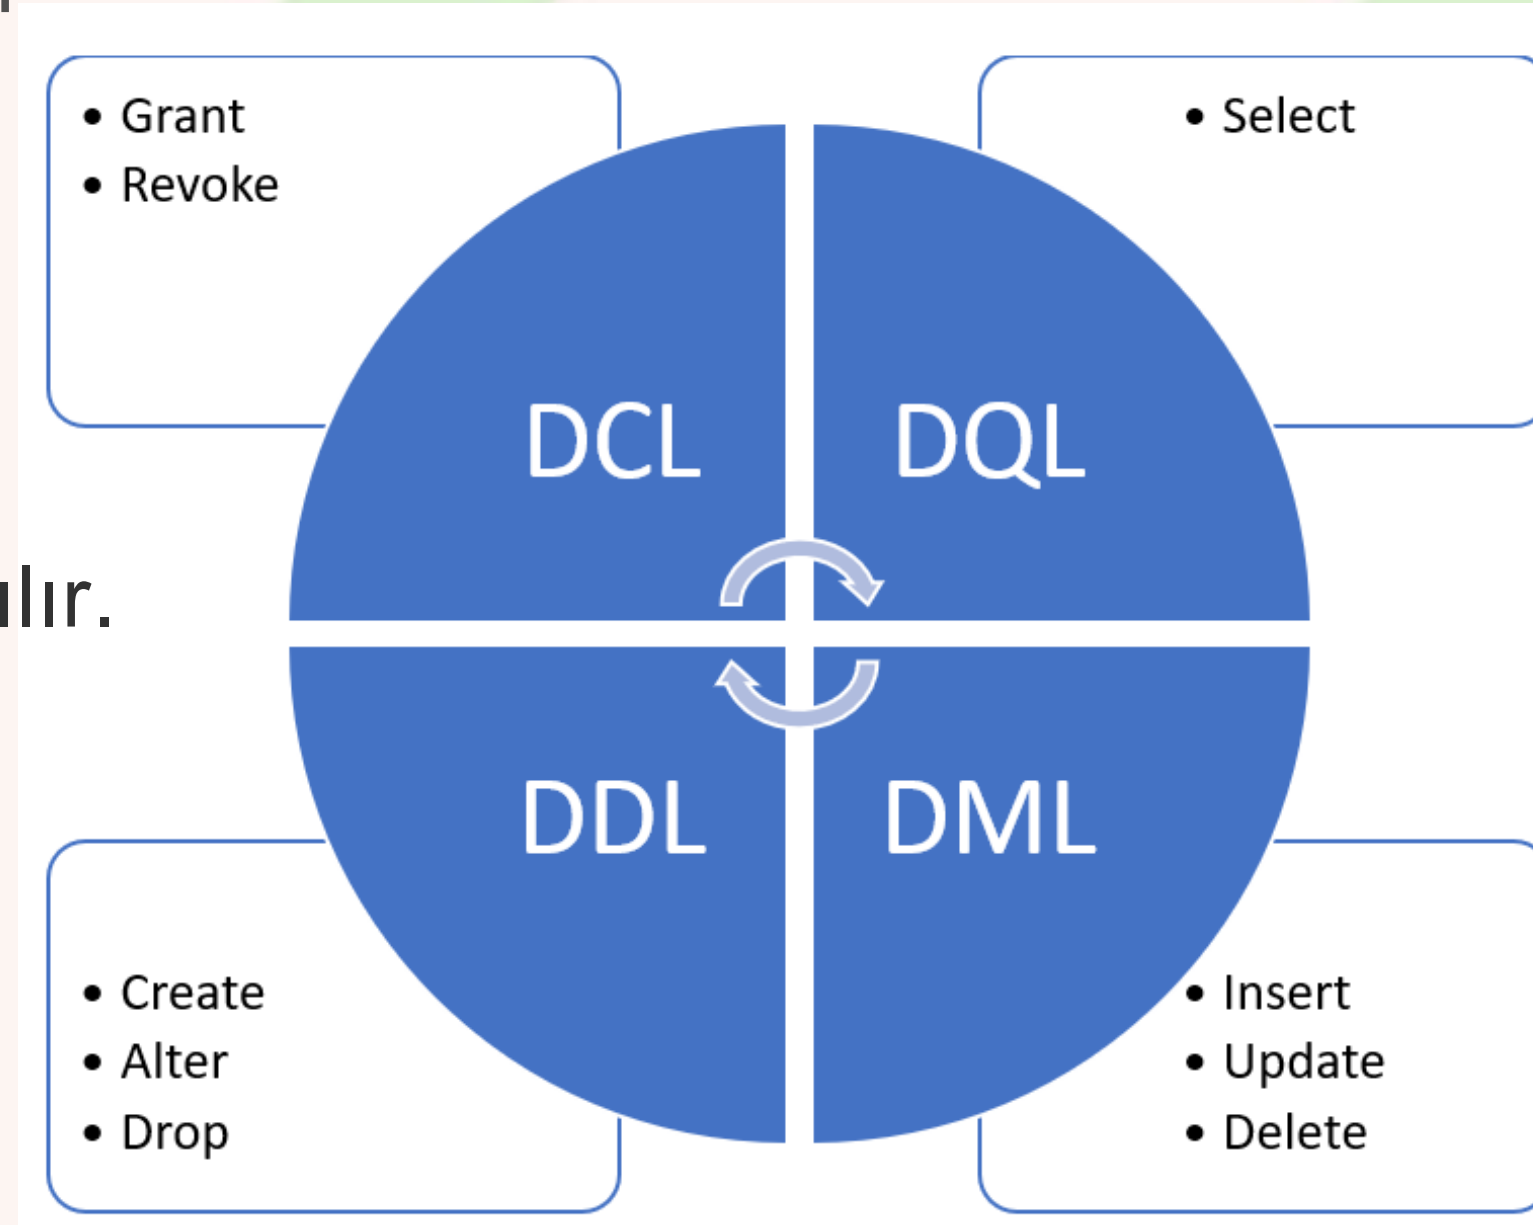 • Grant
• Revoke
• Select
DCL
DQL
ılır.
DDL
DML
• Create
• Alter
• Drop
• Insert
• Update
• Delete